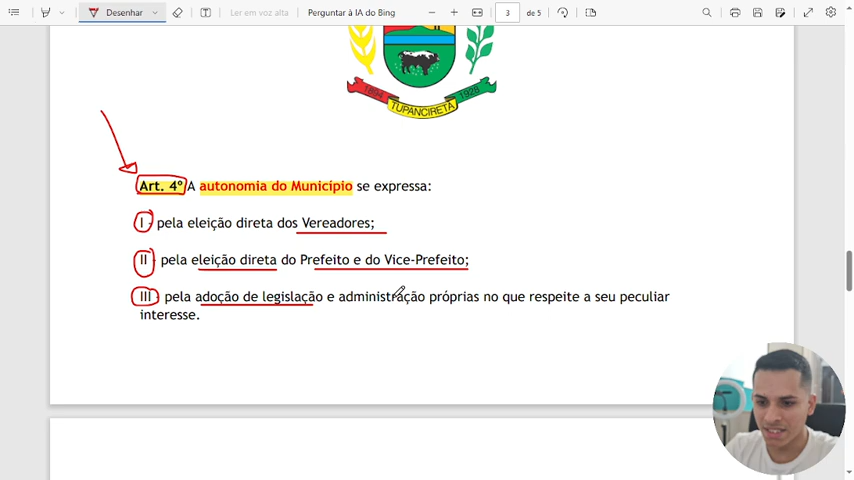 Desenhar
Ler em voz alta
Perguntar à IA do Bing
3
de 5
1894
1928
TUPANCIRETÃ
Art. 4º A autonomia do Município se expressa:
I - pela eleição direta dos Vereadores;
II - pela eleição direta do Prefeito e do Vice-Prefeito;
III - pela adoção de legislação e administração próprias no que respeite a seu peculiar
interesse.